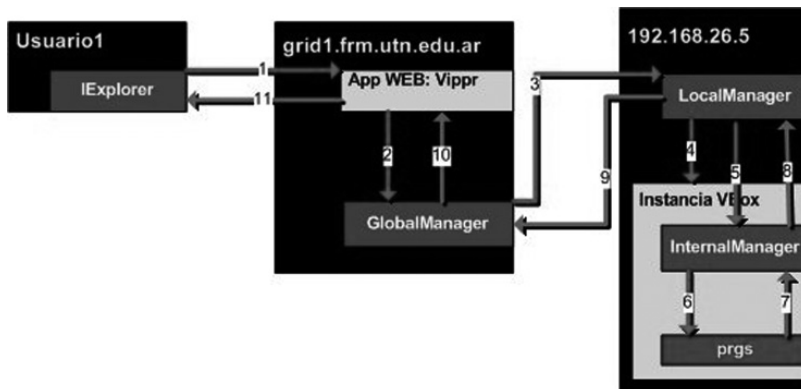 Usuario1
IExplorer
grid1.frm.utn.edu.ar
App WEB: Vippr
GlobalManager
192.168.26.5
LocalManager
Instancia VBox
InternalManager
prgs
1
11
2
10
3
9
4
5
8
6
7